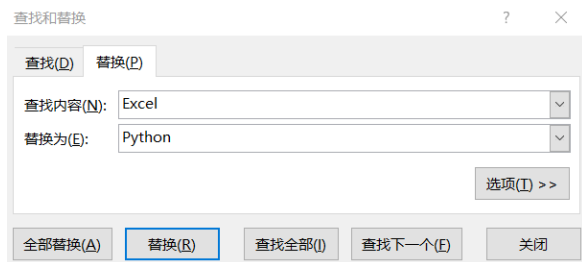 查找和替换
查找(D) 替换(P)
查找内容(N): Excel
替换为(E): Python
选项(T) >>
全部替换(A) 替换(R) 查找全部(I) 查找下一个(F) 关闭